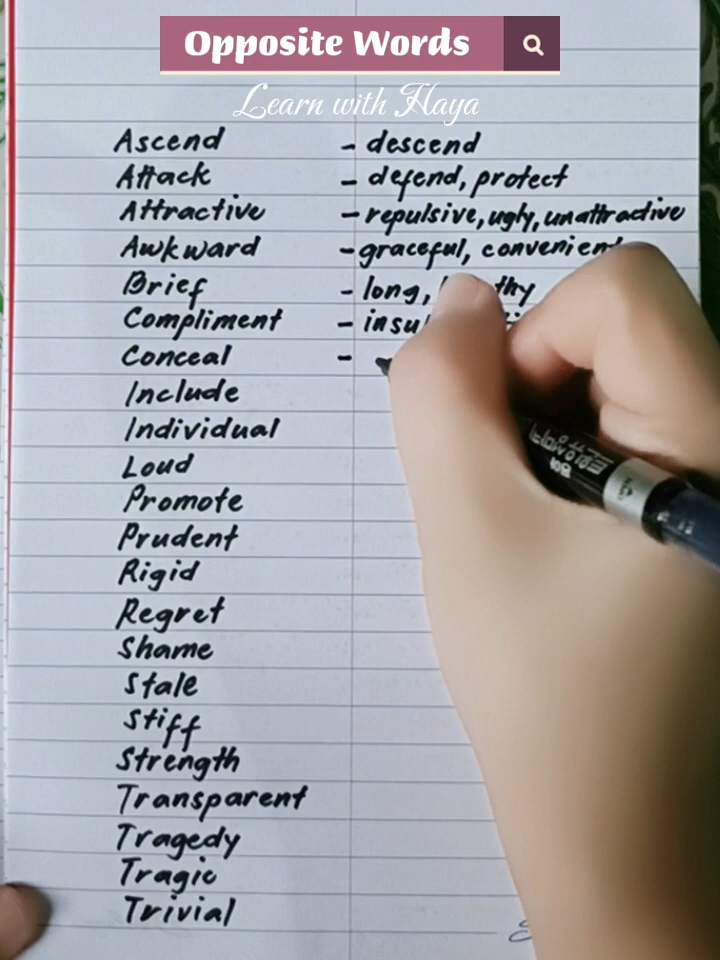 Opposite Words
Learn with Haya
Ascend - descend
Attack - defend, protect
Attractive - repulsive, ugly, unattractive
Awkward - graceful, convenient
Brief - long,
Compliment -
Conceal -
Include
Individual
Loud
Promote
Prudent
Rigid
Regret
Shame
Stale
Stiff
Strength
Transparent
Tragedy
Tragic
Trivial